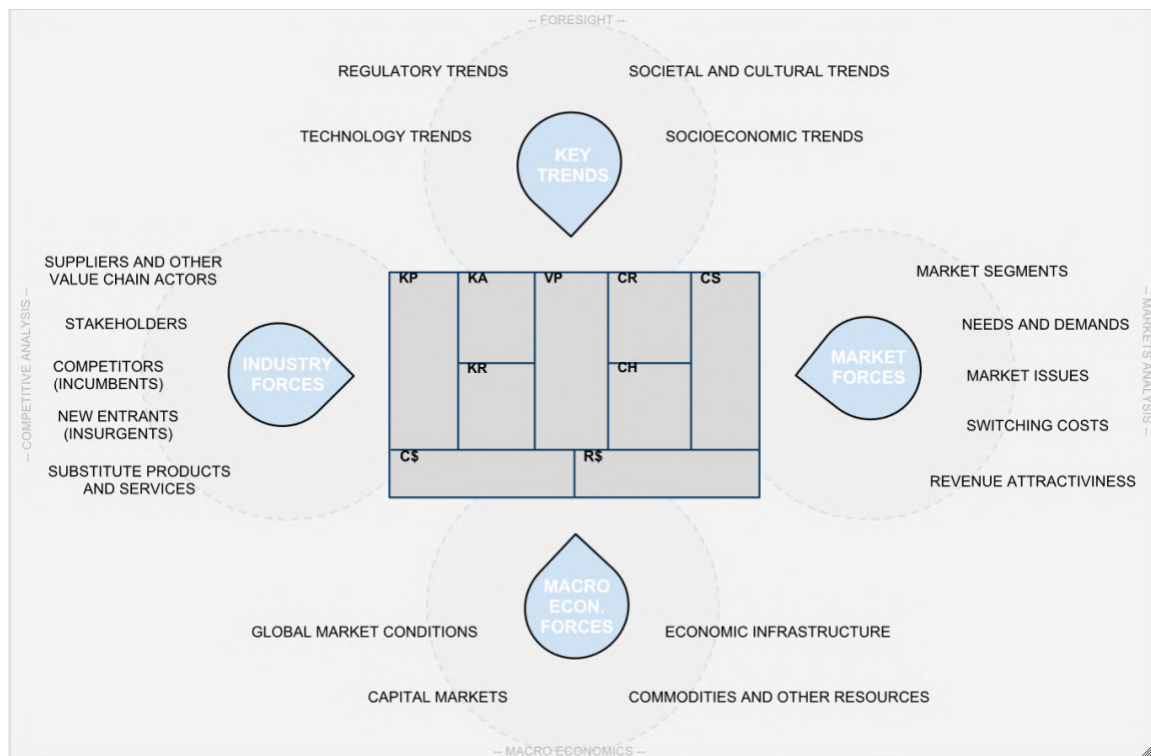 -- FORESIGHT --
REGULATORY TRENDS
SOCIETAL AND CULTURAL TRENDS
TECHNOLOGY TRENDS
SOCIOECONOMIC TRENDS
KEY
TRENDS
-- COMPETITIVE ANALYSIS --
SUPPLIERS AND OTHER
VALUE CHAIN ACTORS
STAKEHOLDERS
COMPETITORS
(INCUMBENTS)
NEW ENTRANTS
(INSURGENTS)
SUBSTITUTE PRODUCTS
AND SERVICES
INDUSTRY
FORCES
KP
KA
VP
CR
CS
KR
CH
C$
R$
MARKET
FORCES
MARKET SEGMENTS
NEEDS AND DEMANDS
MARKET ISSUES
SWITCHING COSTS
REVENUE ATTRACTIVINESS
-- MARKETS ANALYSIS --
MACRO
ECON.
FORCES
GLOBAL MARKET CONDITIONS
ECONOMIC INFRASTRUCTURE
CAPITAL MARKETS
COMMODITIES AND OTHER RESOURCES
-- MACRO ECONOMICS --